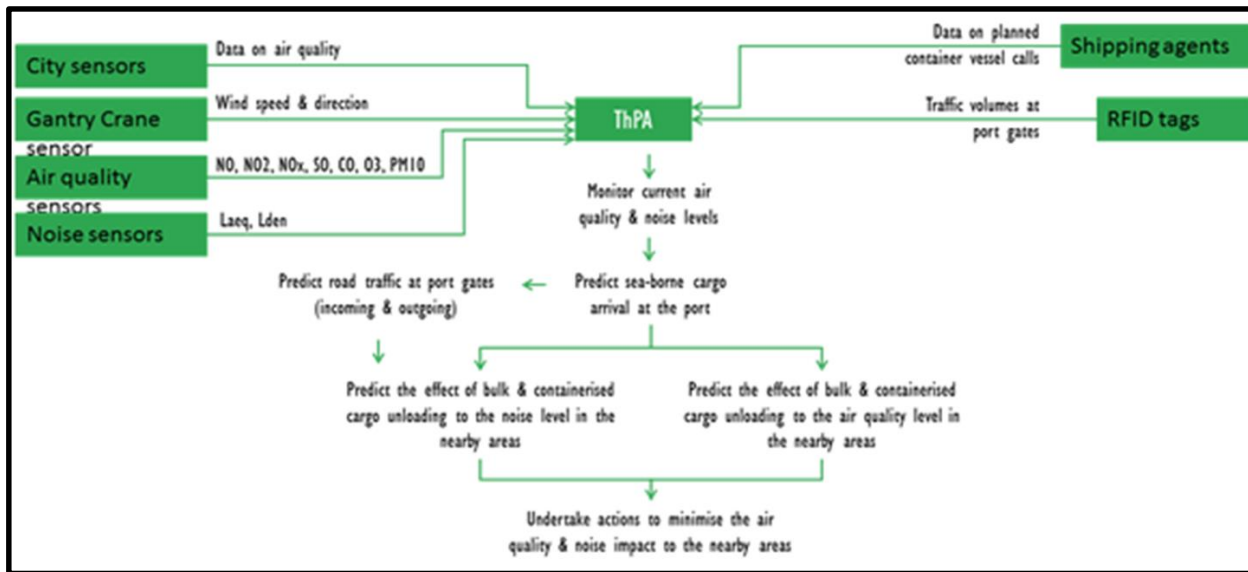 City sensors
Data on air quality
Gantry Crane
sensor
Wind speed & direction
Air quality
sensors
NO, NO2, NOx, SO, CO, O3, PM10
Noise sensors
Laeq, Lden
ThPA
Data on planned
container vessel calls
Shipping agents
Traffic volumes at
port gates
RFID tags
Monitor current air
quality & noise levels
Predict sea-borne cargo
arrival at the port
Predict road traffic at port gates
(incoming & outgoing)
Predict the effect of bulk & containerised
cargo unloading to the noise level in the
nearby areas
Predict the effect of bulk & containerised
cargo unloading to the air quality level in
the nearby areas
Undertake actions to minimise the air
quality & noise impact to the nearby areas